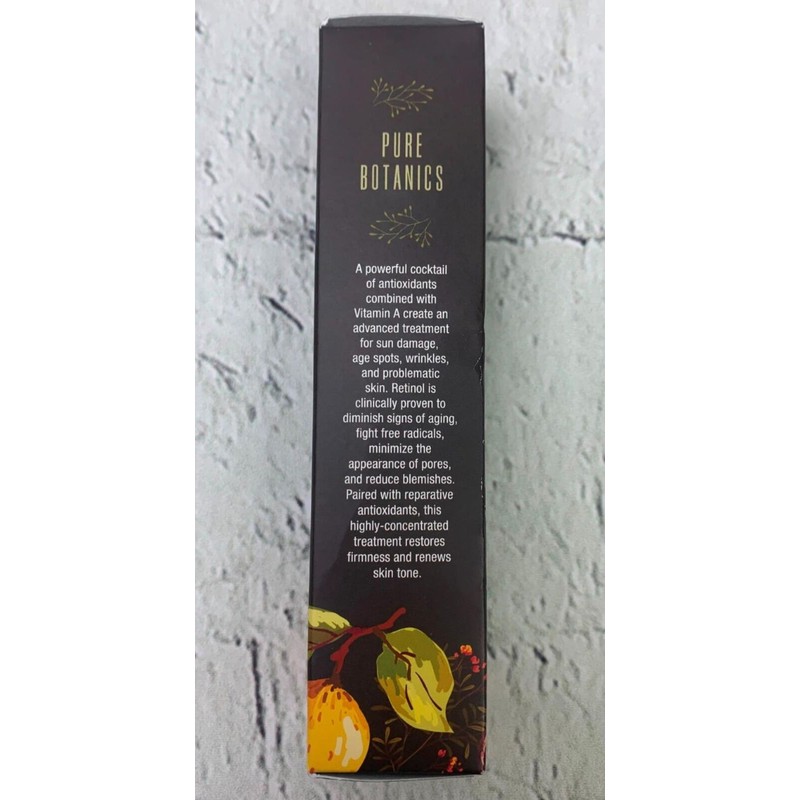 PURE
BOTANICS
A powerful cocktail
of antioxidants
combined with
Vitamin A create an
advanced treatment
for sun damage,
age spots, wrinkles,
and problematic
skin. Retinol is
clinically proven to
diminish signs of aging,
fight free radicals,
minimize the
appearance of pores,
and reduce blemishes.
Paired with reparative
antioxidants, this
highly-concentrated
treatment restores
firmness and renews
skin tone.